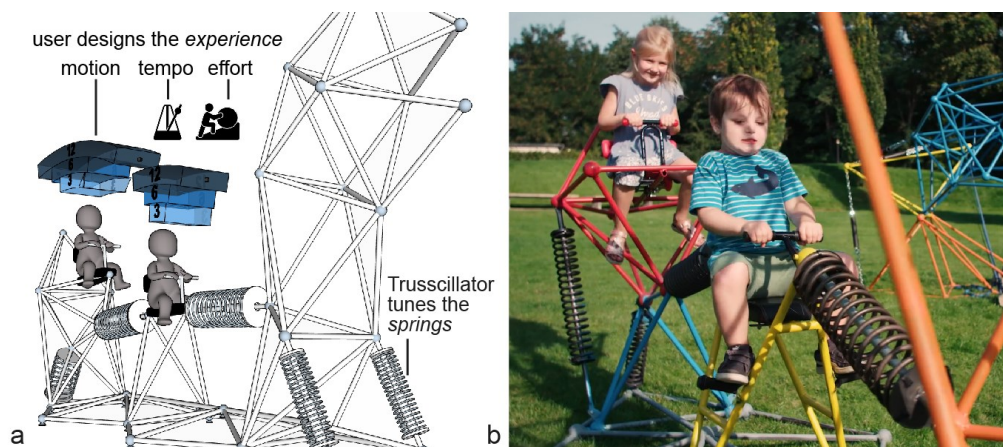 user designs the experience
motion tempo effort
12
6
3
12
6
3
Trusscillator
tunes the
springs
a
b